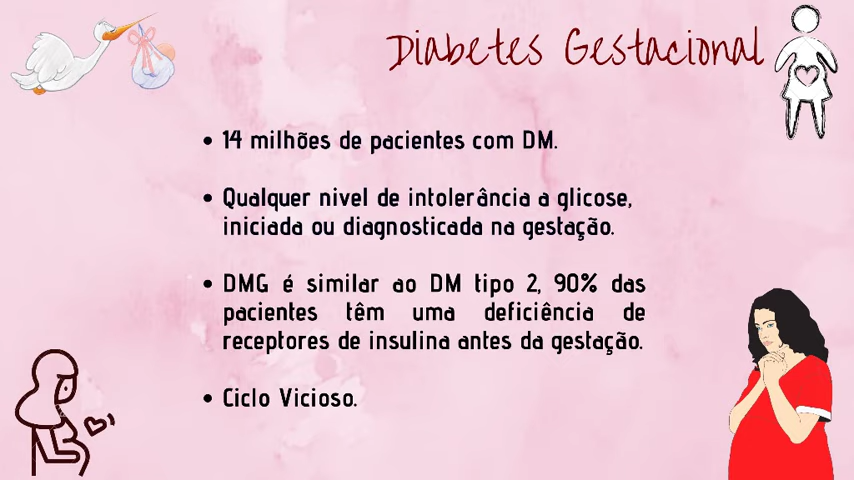 Diabetes Gestacional
• 14 milhões de pacientes com DM.
• Qualquer nivel de intolerância a glicose,
iniciada ou diagnosticada na gestação.
• DMG é similar ao DM tipo 2, 90% das
pacientes têm uma deficiência de
receptores de insulina antes da gestação.
• Ciclo Vicioso.